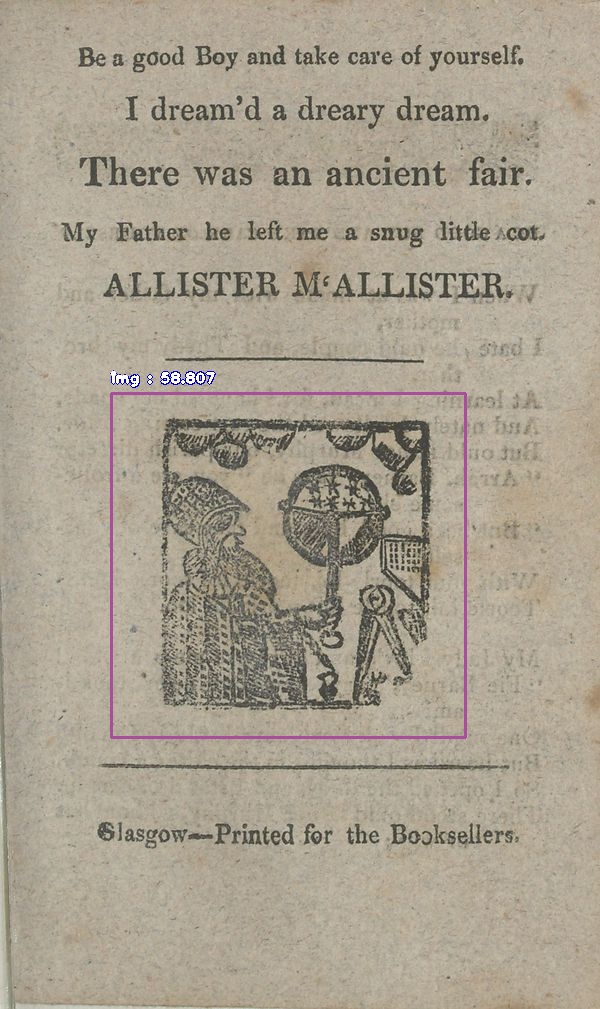 Be a good Boy and take care of yourself.
I dream'd a dreary dream.
There was an ancient fair.
My Father he left me a snug little cot.
ALLISTER M‘ALLISTER.
img : 58.807
Glasgow—Printed for the Booksellers.